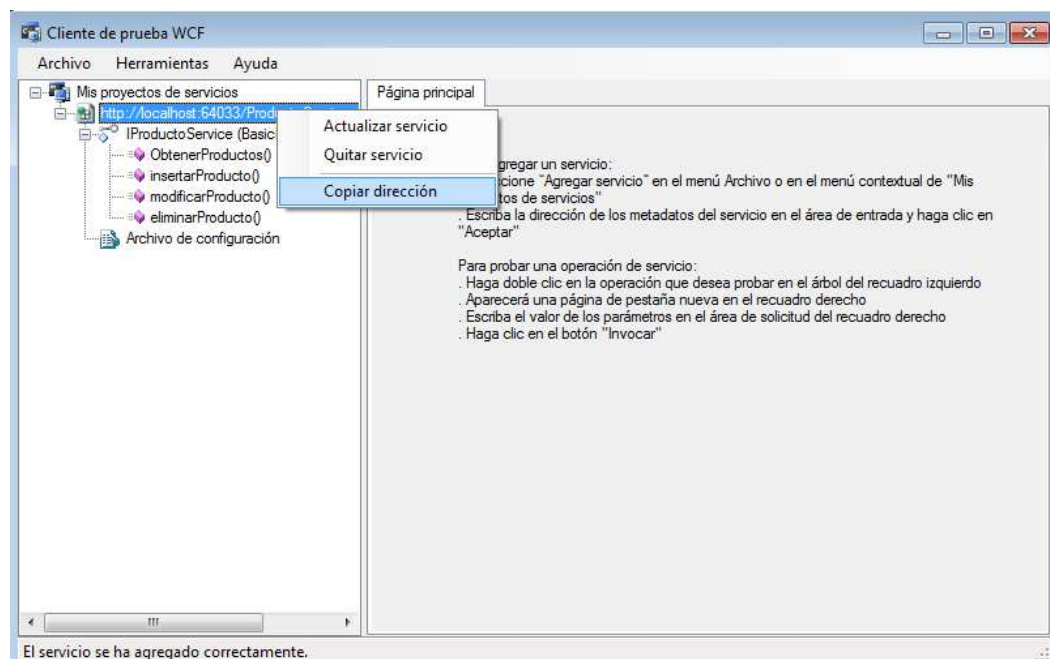 Cliente de prueba WCF
Archivo Herramientas Ayuda
Mis proyectos de servicios
http://localhost:64033/Produ
IProductoService (Basic
ObtenerProductos()
insertarProducto()
modificarProducto()
eliminarProducto()
Archivo de configuración
Actualizar servicio
Quitar servicio
Copiar dirección
Página principal
gregar un servicio:
ccione "Agregar servicio" en el menú Archivo o en el menú contextual de "Mis
tos de servicios"
. Escriba la dirección de los metadatos del servicio en el área de entrada y haga clic en
"Aceptar"
Para probar una operación de servicio:
. Haga doble clic en la operación que desea probar en el árbol del recuadro izquierdo
. Aparecerá una página de pestaña nueva en el recuadro derecho
. Escriba el valor de los parámetros en el área de solicitud del recuadro derecho
. Haga clic en el botón "Invocar"
El servicio se ha agregado correctamente.